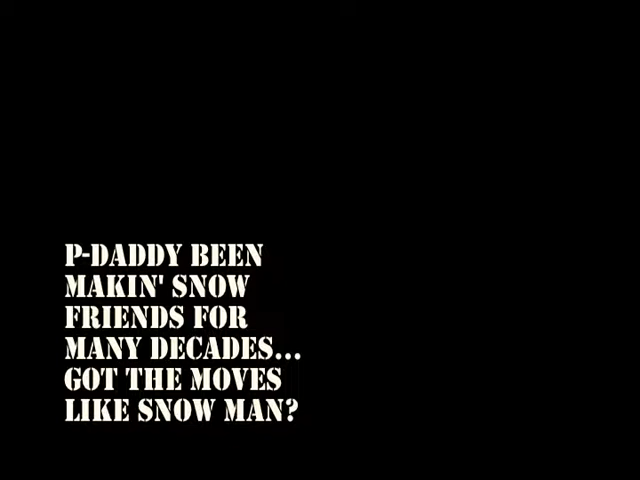 P-DADDY BEEN
MAKIN' SNOW
FRIENDS FOR
MANY DECADES...
GOT THE MOVES
LIKE SNOW MAN?